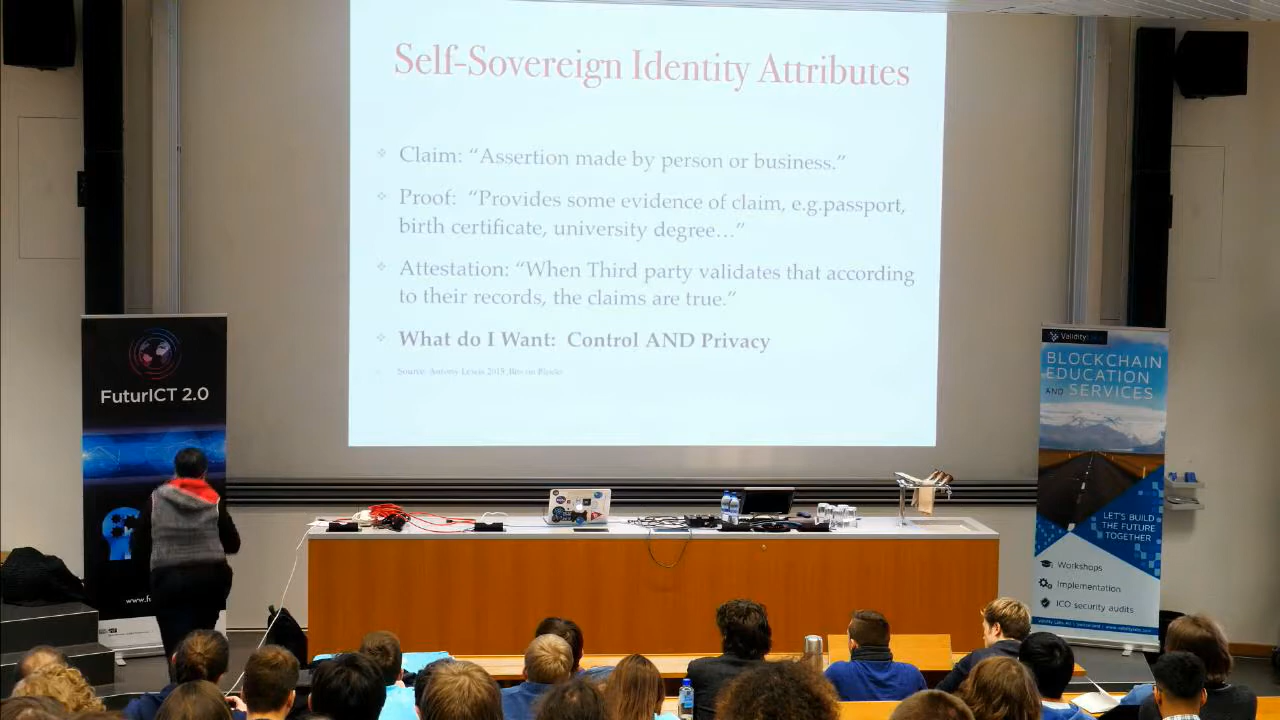 Self-Sovereign Identity Attributes
Claim: “Assertion made by person or business.”
Proof: “Provides some evidence of claim, e.g.passport,
birth certificate, university degree…”
Attestation: “When Third party validates that according
to their records, the claims are true.”
What do I Want: Control AND Privacy
Source: Antony Lewis
FuturICT 2.0
Validity
BLOCKCHAIN
EDUCATION
AND SERVICES
LET'S BUILD
THE FUTURE
TOGETHER
Workshops
Implementation
ICO security audits